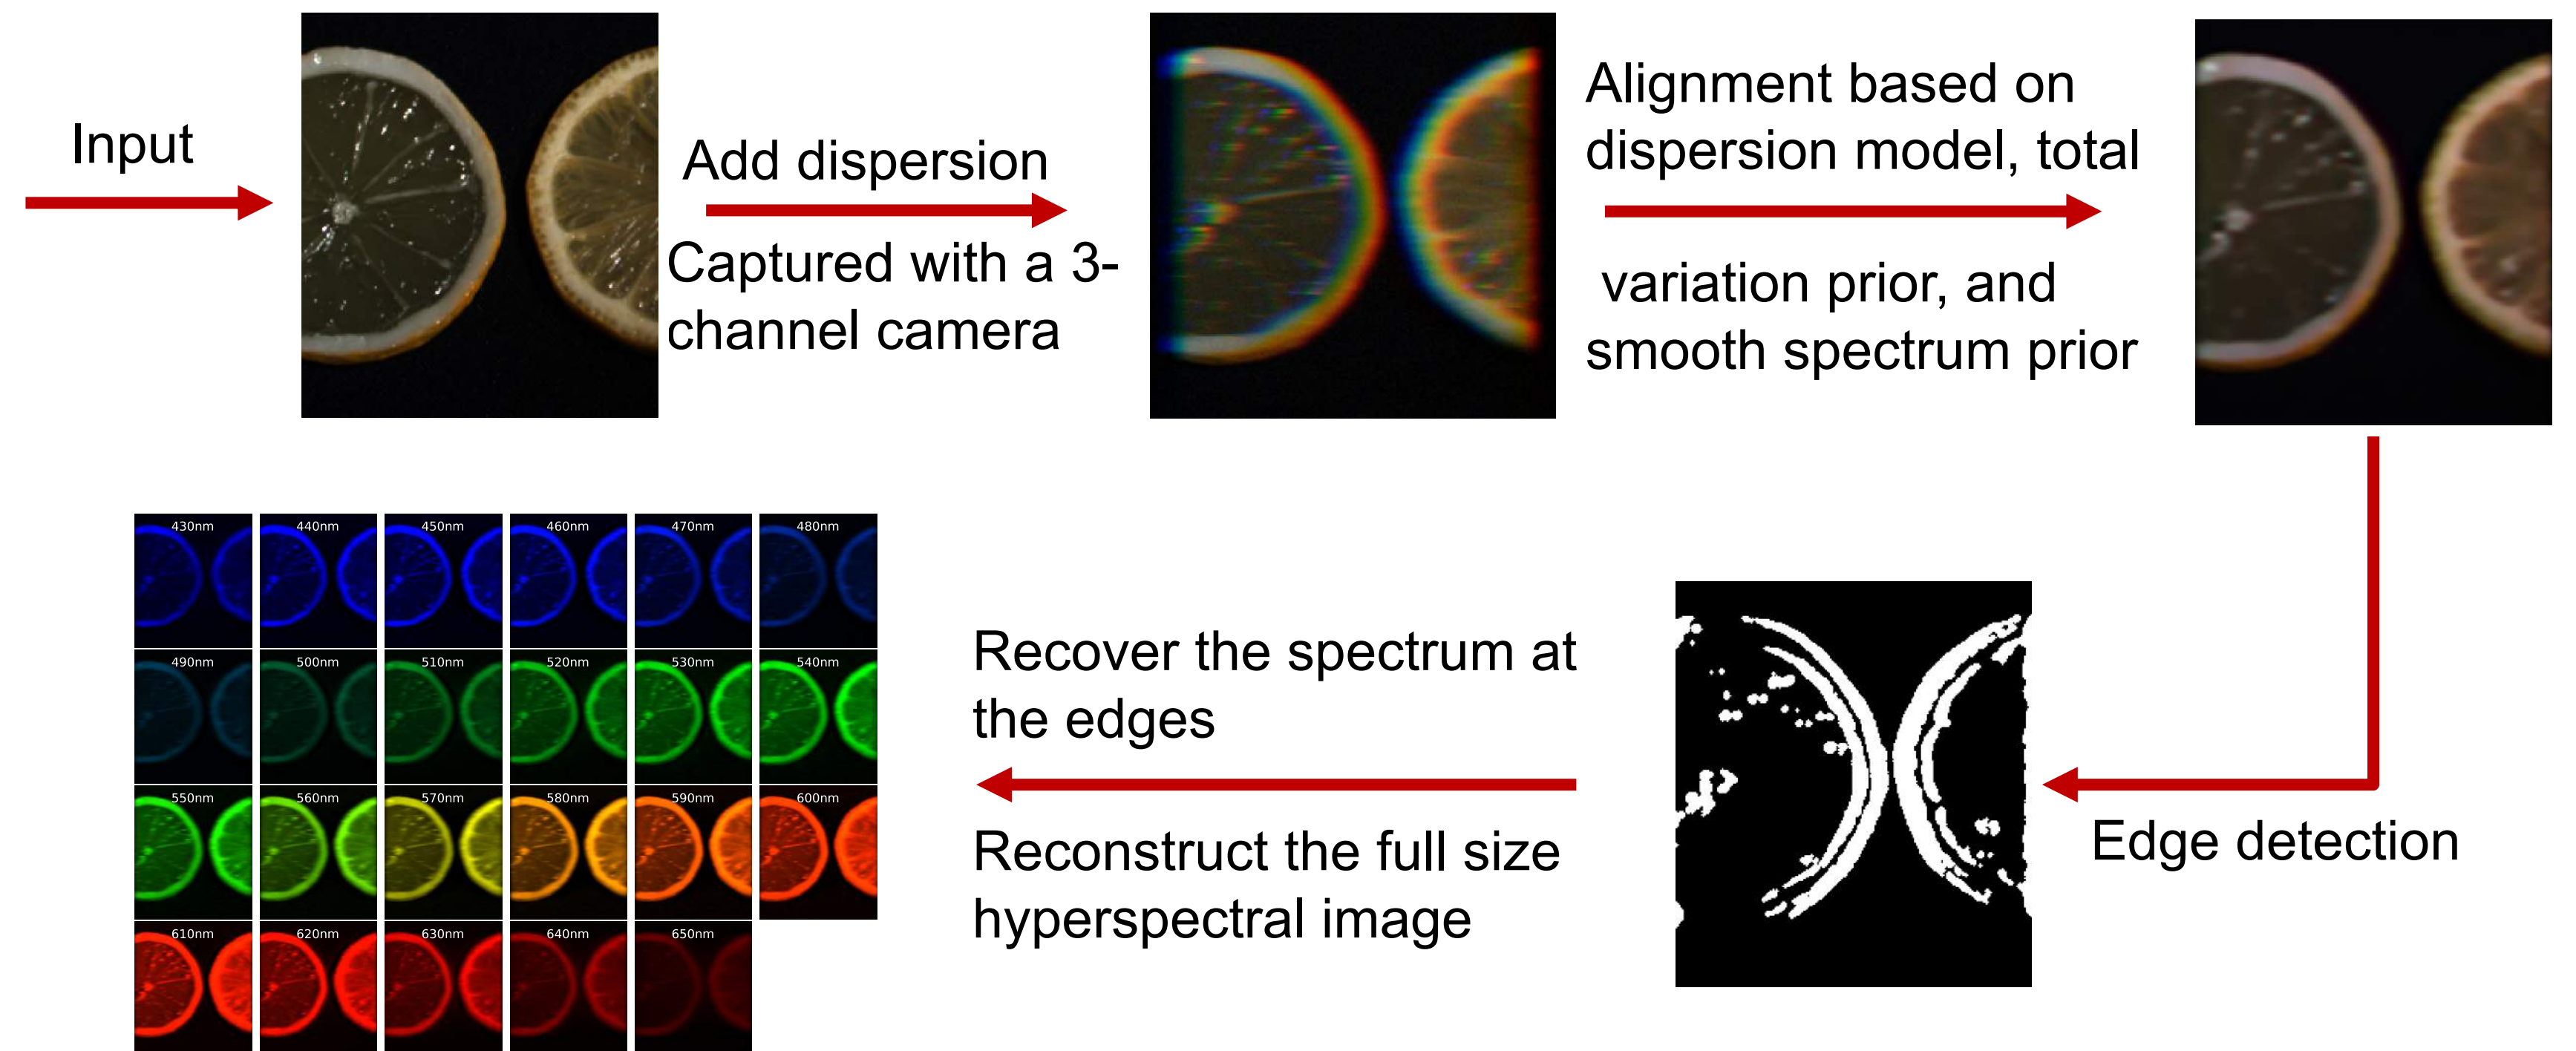 Input
Add dispersion
Captured with a 3-
channel camera
Alignment based on
dispersion model, total
variation prior, and
smooth spectrum prior
Edge detection
Recover the spectrum at
the edges
Reconstruct the full size
hyperspectral image
430nm 440nm 450nm 460nm 470nm 480nm
490nm 500nm 510nm 520nm 530nm 540nm
550nm 560nm 570nm 580nm 590nm 600nm
610nm 620nm 630nm 640nm 650nm